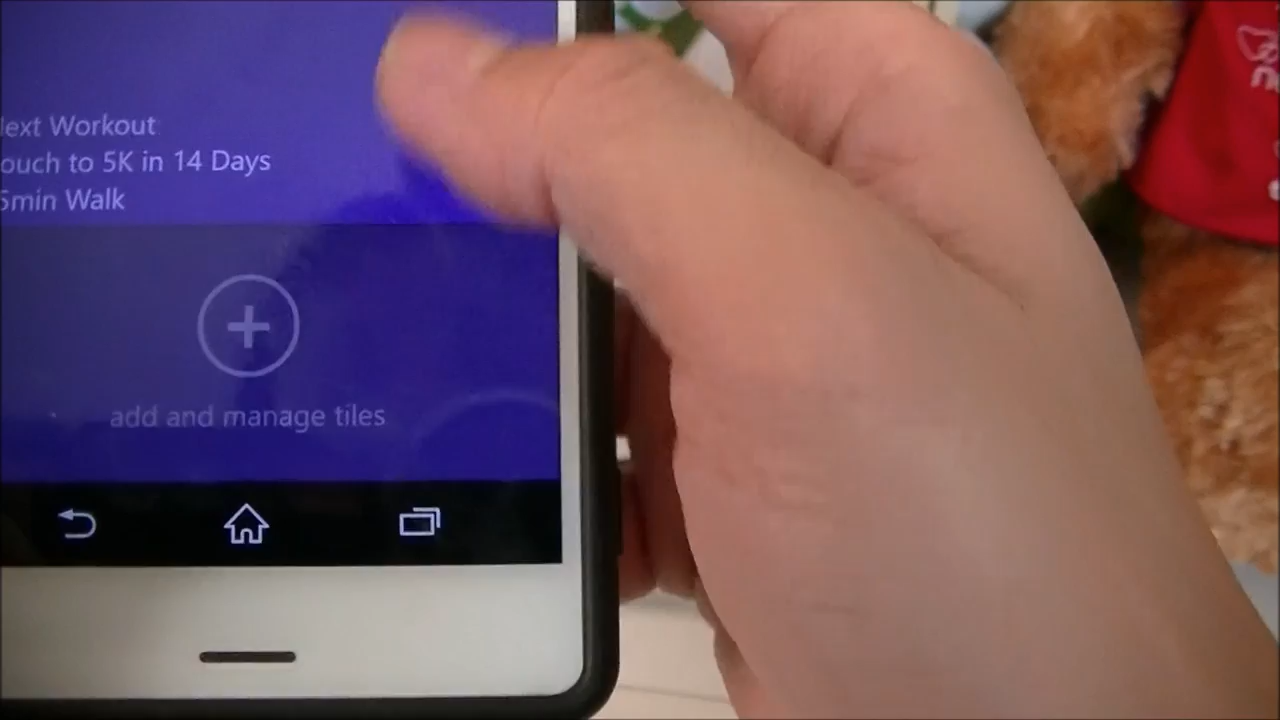 ext Workout
ouch to 5K in 14 Days
5min Walk
add and manage tiles